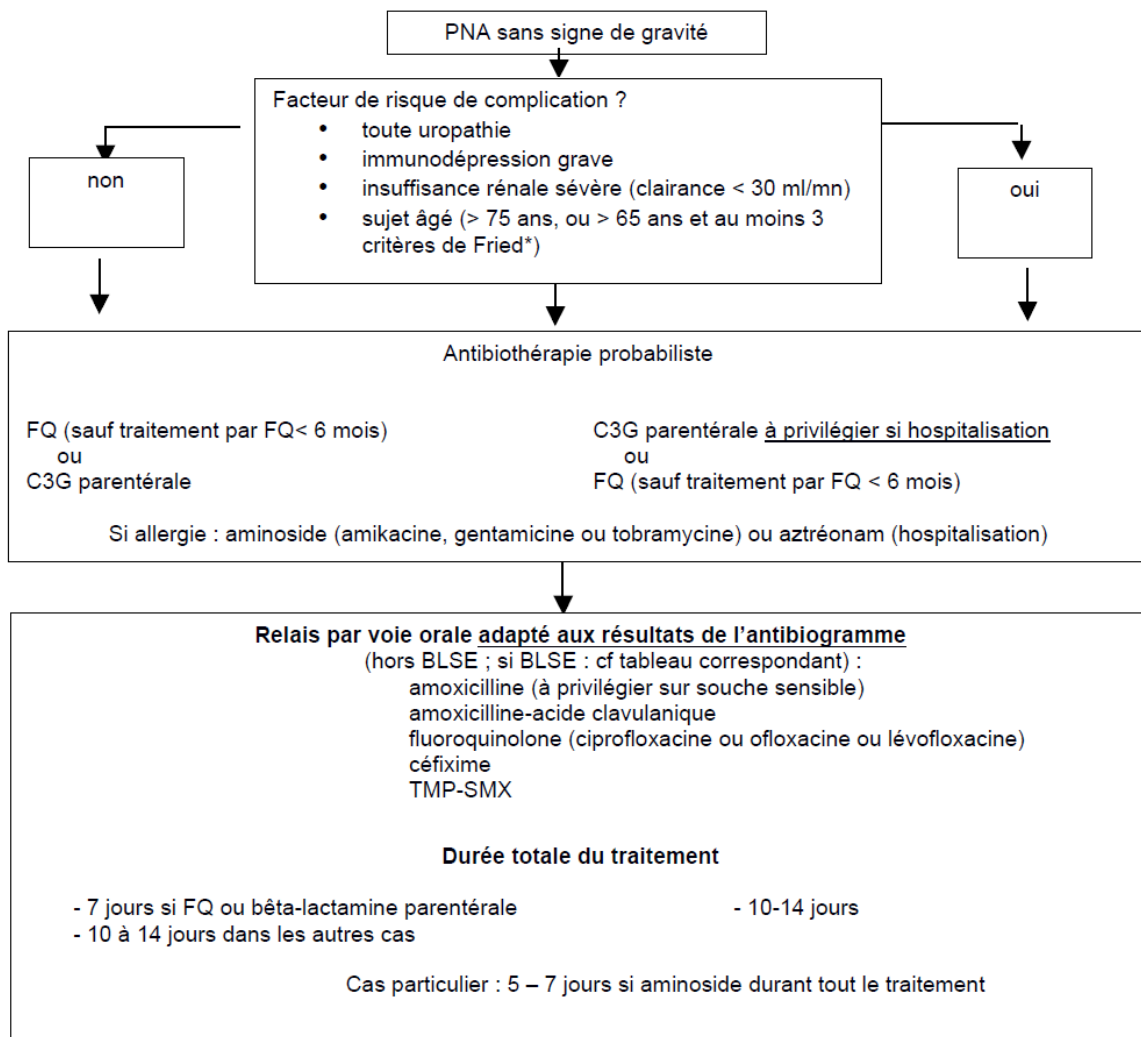 PNA sans signe de gravité
Facteur de risque de complication ?
• toute uropathie
• immunodépression grave
• insuffisance rénale sévère (clairance < 30 ml/mn)
• sujet âgé (> 75 ans, ou > 65 ans et au moins 3
critères de Fried*)
non
oui
Antibiothérapie probabiliste
FQ (sauf traitement par FQ< 6 mois)
ou
C3G parentérale
C3G parentérale à privilégier si hospitalisation
ou
FQ (sauf traitement par FQ < 6 mois)
Si allergie : aminoside (amikacine, gentamicine ou tobramycine) ou aztréonam (hospitalisation)
Relais par voie orale adapté aux résultats de l’antibiogramme
(hors BLSE ; si BLSE : cf tableau correspondant) :
amoxicilline (à privilégier sur souche sensible)
amoxicilline-acide clavulanique
fluoroquinolone (ciprofloxacine ou ofloxacine ou lévofloxacine)
céfixime
TMP-SMX
Durée totale du traitement
- 7 jours si FQ ou bêta-lactamine parentérale
- 10 à 14 jours dans les autres cas
- 10-14 jours
Cas particulier : 5 – 7 jours si aminoside durant tout le traitement